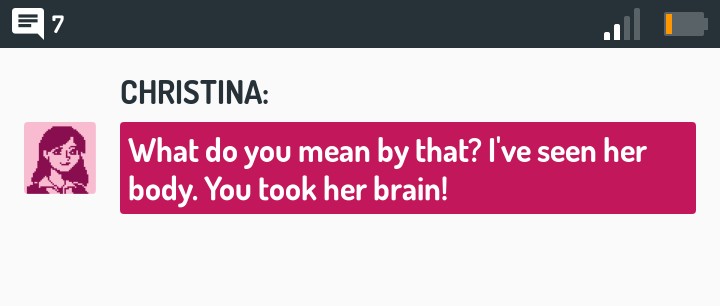 7
CHRISTINA:
What do you mean by that? I've seen her
body. You took her brain!